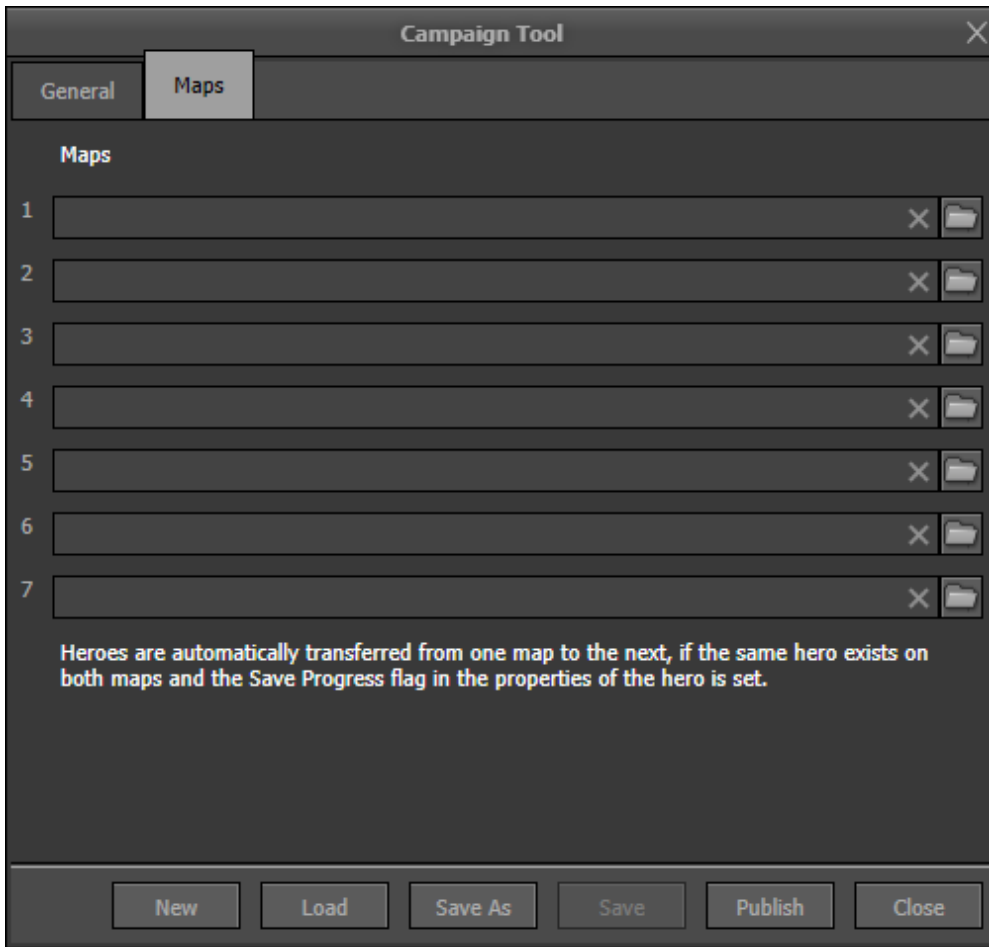 Campaign Tool
General
Maps
Maps
1
2
3
4
5
6
7
Heroes are automatically transferred from one map to the next, if the same hero exists on
both maps and the Save Progress flag in the properties of the hero is set.
New
Load
Save As
Save
Publish
Close